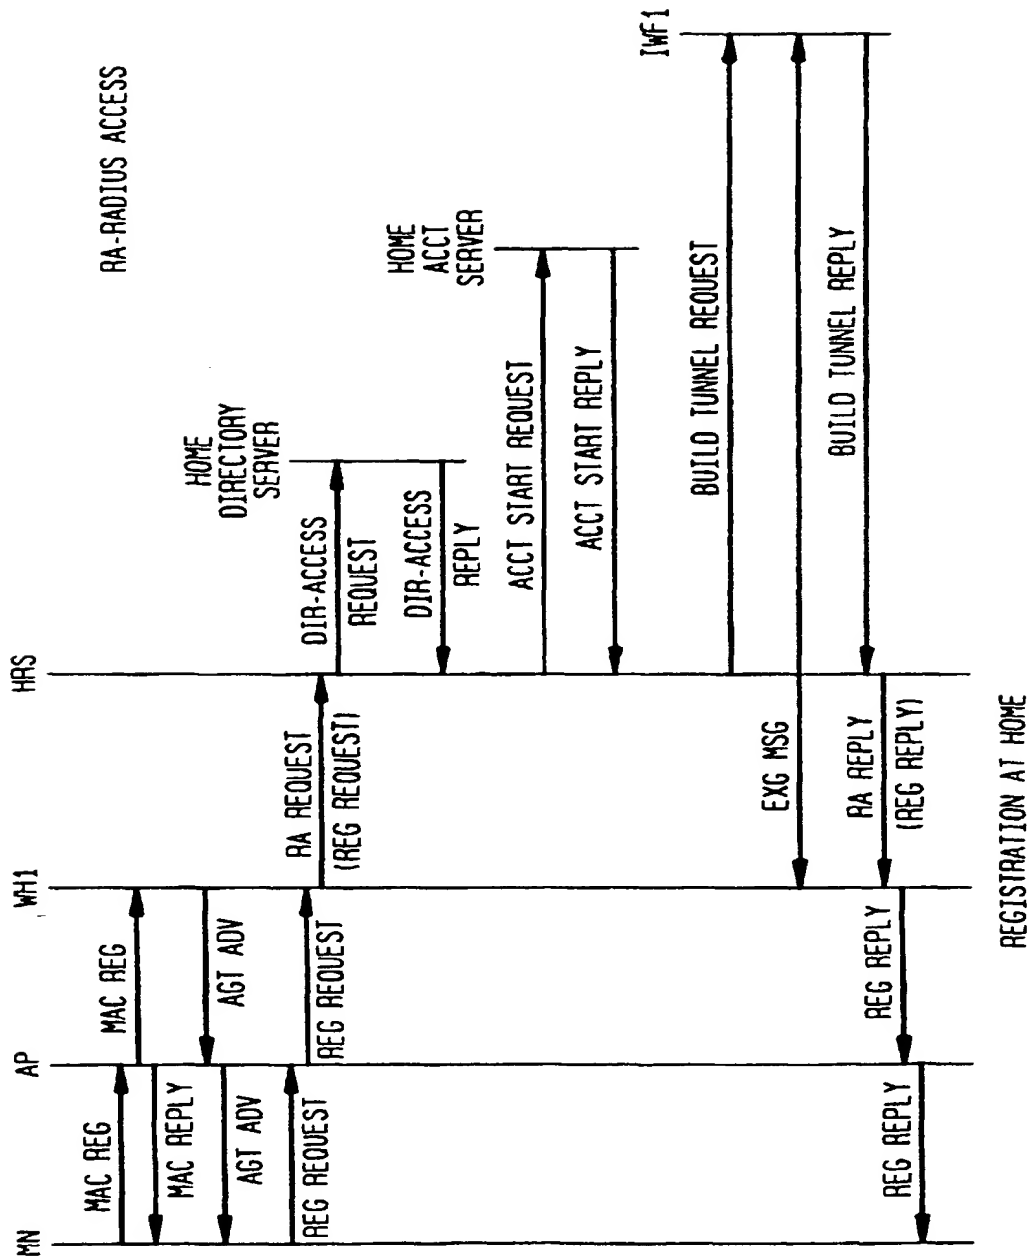 RA-RADIUS ACCESS
MN
AP
WH1
HRS
HOME
DIRECTORY
SERVER
HOME
ACCT
SERVER
IWF1
MAC REG
MAC REG
MAC REPLY
AGT ADV
AGT ADV
REG REQUEST
REG REQUEST
RA REQUEST
(REG REQUEST)
DIR-ACCESS
REQUEST
DIR-ACCESS
REPLY
ACCT START REQUEST
ACCT START REPLY
BUILD TUNNEL REQUEST
EXG MSG
BUILD TUNNEL REPLY
RA REPLY
(REG REPLY)
REG REPLY
REG REPLY
REGISTRATION AT HOME